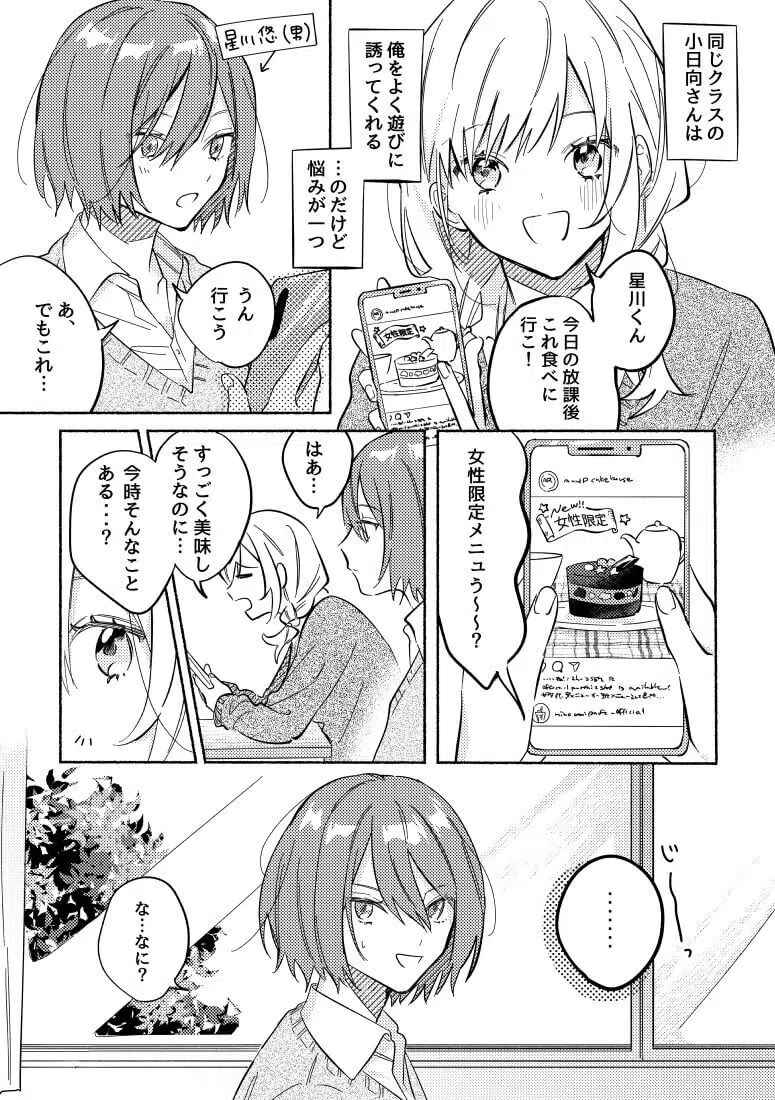 同じクラスの
小日向さんは
俺をよく遊びに
誘ってくれる
…のだけど
悩みが一つ
星川くん
今日の放課後
これ食べに
行こ！
女性限定
星川 悠（男）
うん
行こう
あ、
でもこれ…
女性限定メニュう〜〜？
New!!
女性限定
はあ…
すっごく美味し
そうなのに…
今時そんなこと
ある…？
じーっ
………
な…なに？